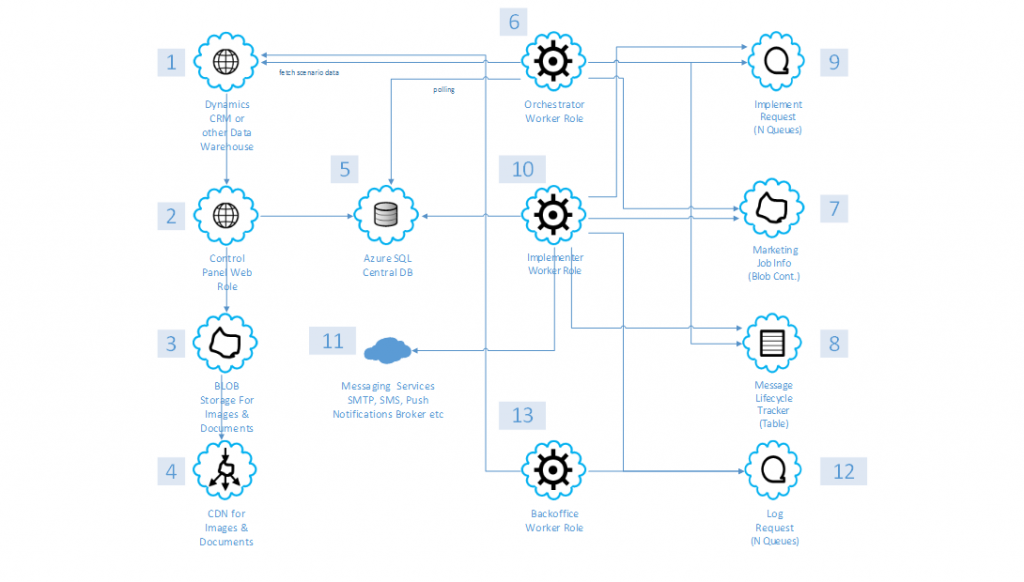 6
1
9
fetch scenario data
polling
Dynamics
CRM or
other Data
Warehouse
Orchestrator
Worker Role
Implement
Request
(N Queues)
5
10
2
7
Control
Panel Web
Role
Azure SQL
Central DB
Implementer
Worker Role
Marketing
Job Info
(Blob Cont.)
11
3
8
BLOB
Storage For
Images &
Documents
Messaging Services
SMTP, SMS, Push
Notifications Broker etc
Message
Lifecycle
Tracker
(Table)
13
4
12
CDN for
Images &
Documents
Backoffice
Worker Role
Log
Request
(N Queues)